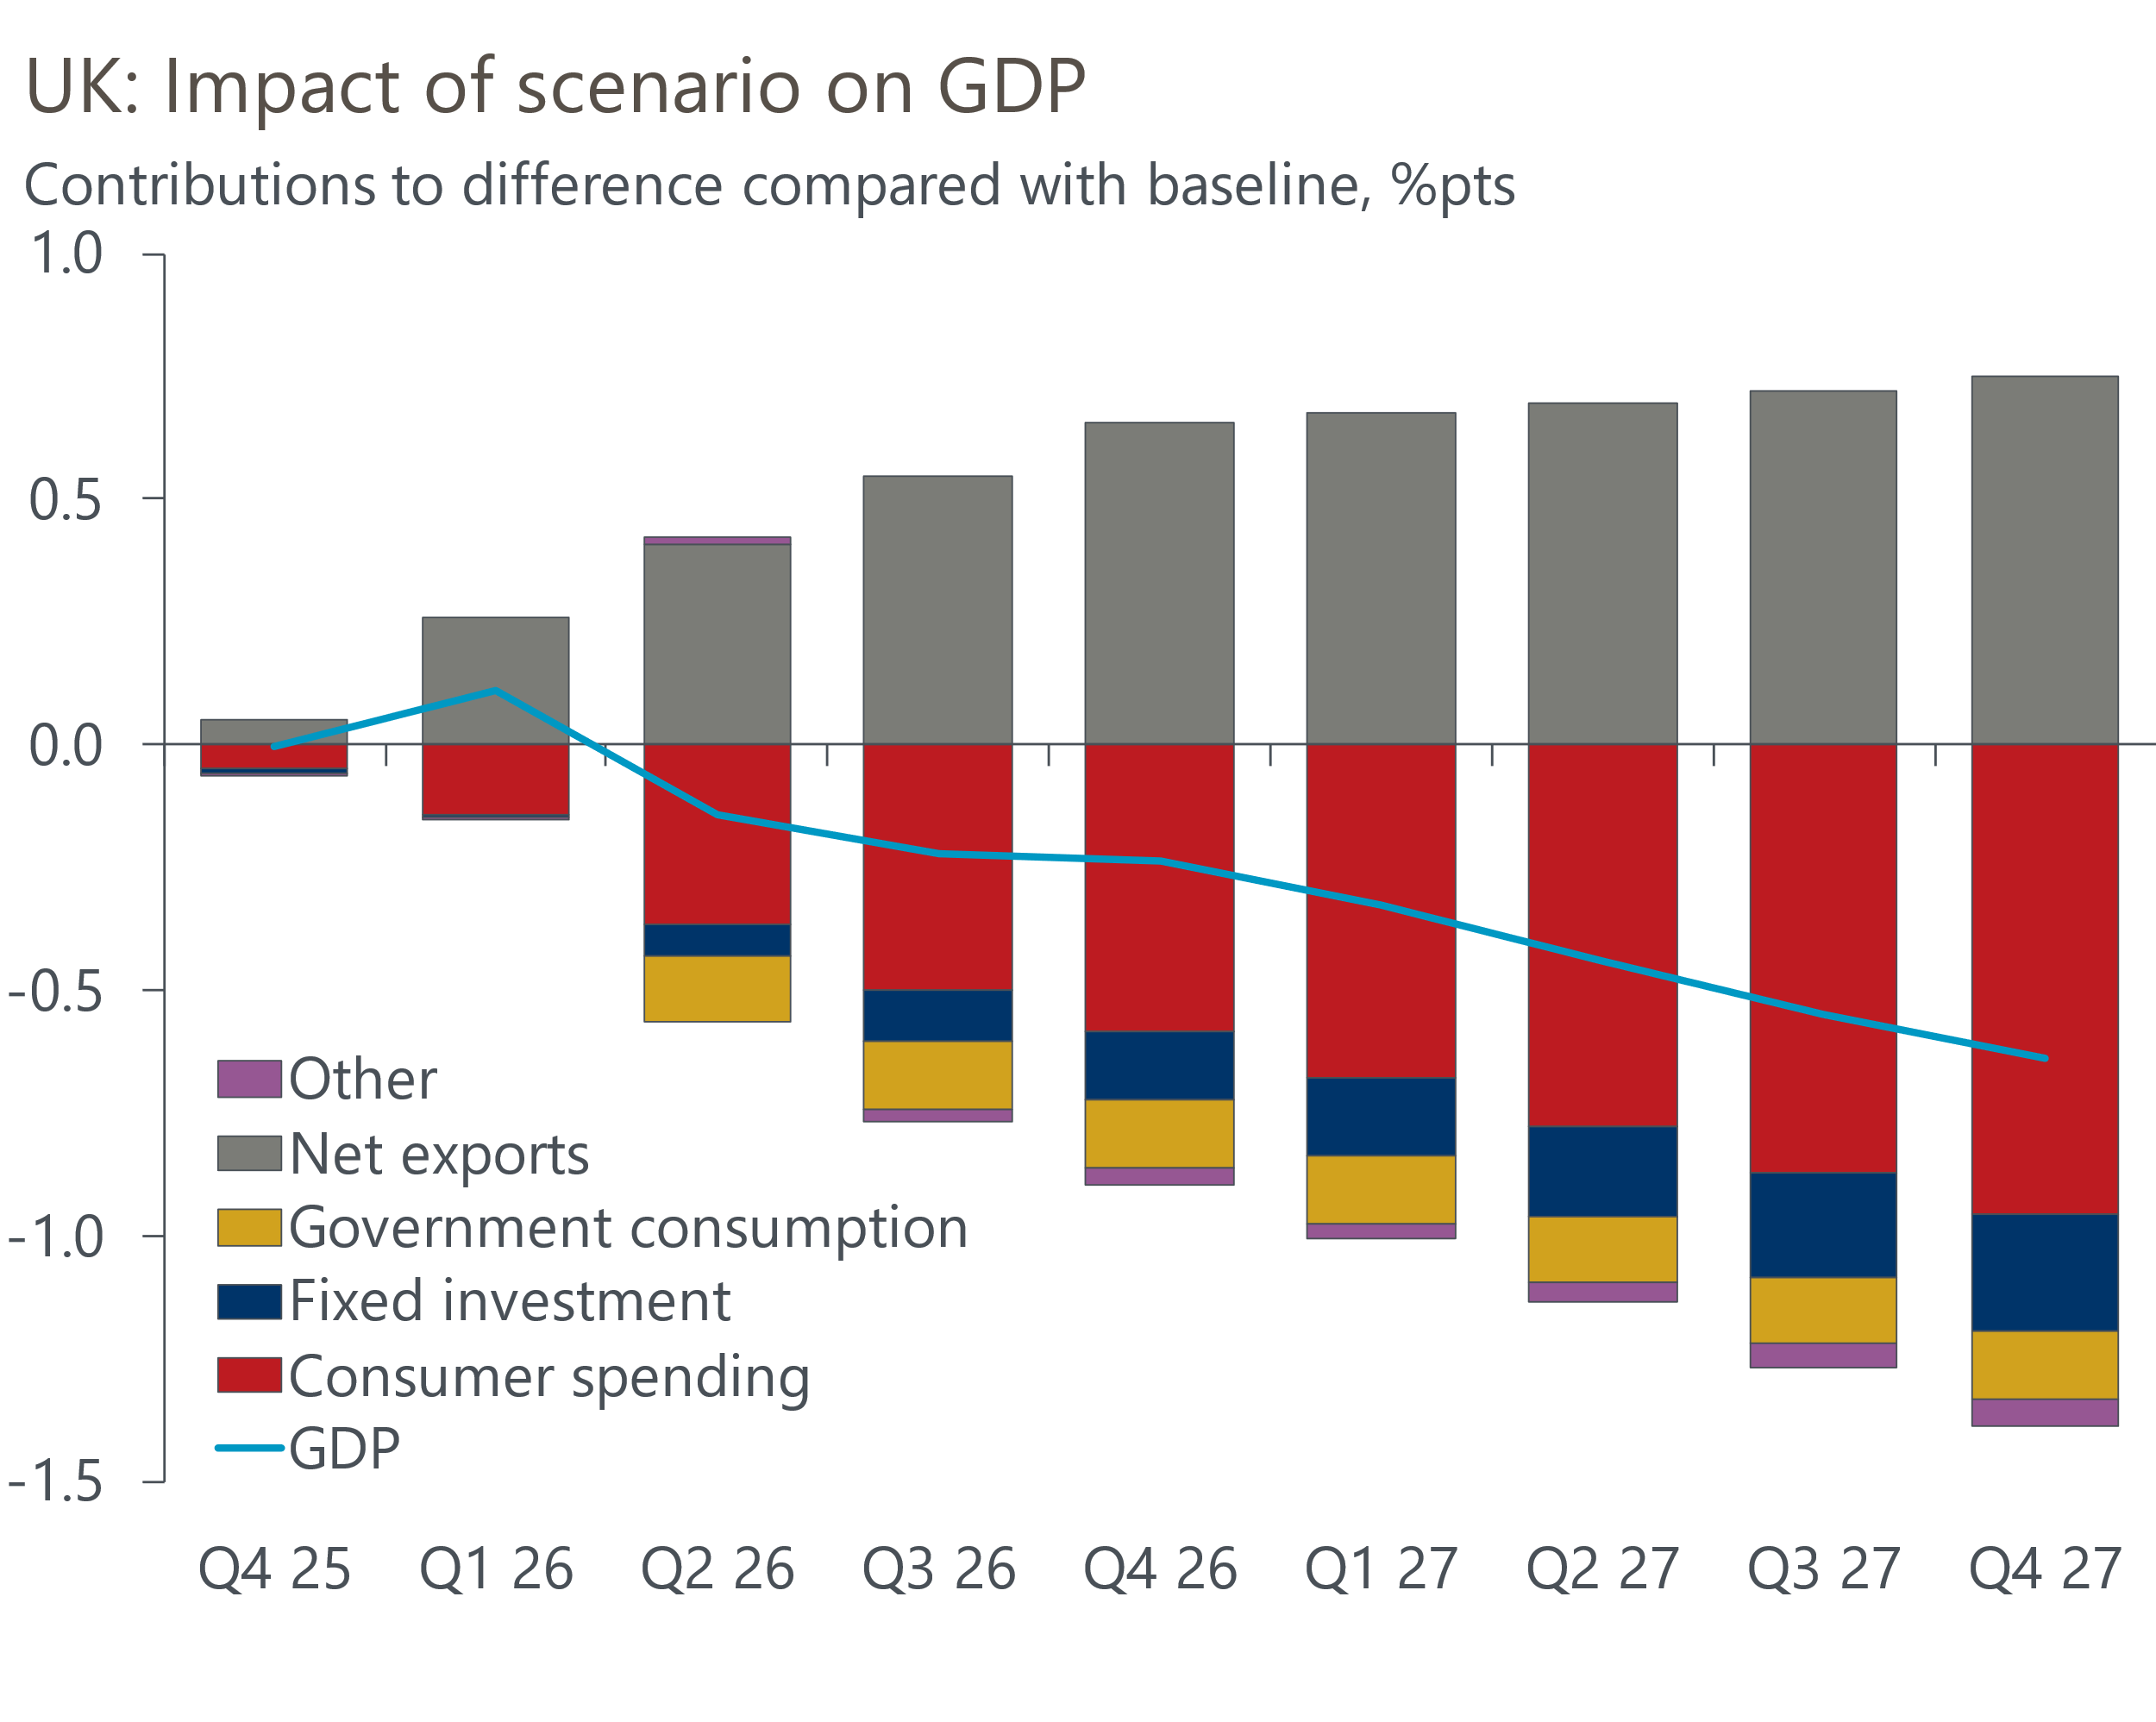 UK: Impact of scenario on GDP
Contributions to difference compared with baseline, %pts
1.0
0.5
0.0
-0.5
-1.0
-1.5
Other
Net exports
Government consumption
Fixed investment
Consumer spending
GDP
Q4 25 Q1 26 Q2 26 Q3 26 Q4 26 Q1 27 Q2 27 Q3 27 Q4 27